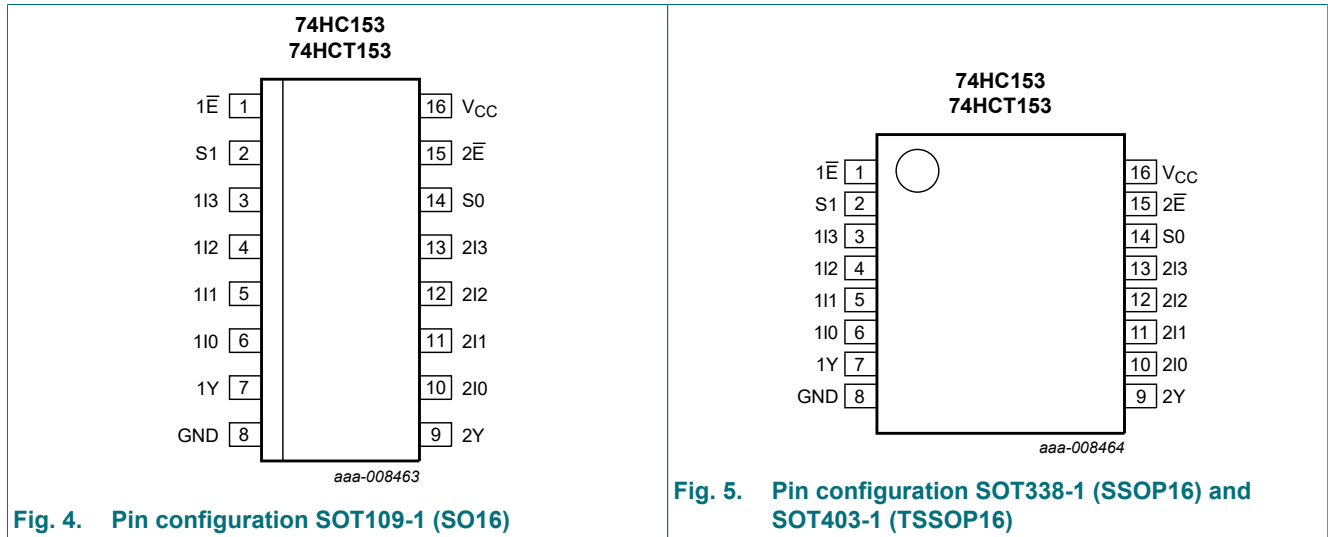 74HC153
74HCT153
1E̅ 1
16 VCC
S1 2
15 2E̅
1I3 3
14 S0
1I2 4
13 2I3
1I1 5
12 2I2
1I0 6
11 2I1
1Y 7
10 2I0
GND 8
9 2Y
aaa-008463
Fig. 4. Pin configuration SOT109-1 (SO16)
74HC153
74HCT153
1E̅ 1
16 VCC
S1 2
15 2E̅
1I3 3
14 S0
1I2 4
13 2I3
1I1 5
12 2I2
1I0 6
11 2I1
1Y 7
10 2I0
GND 8
9 2Y
aaa-008464
Fig. 5. Pin configuration SOT338-1 (SSOP16) and
SOT403-1 (TSSOP16)